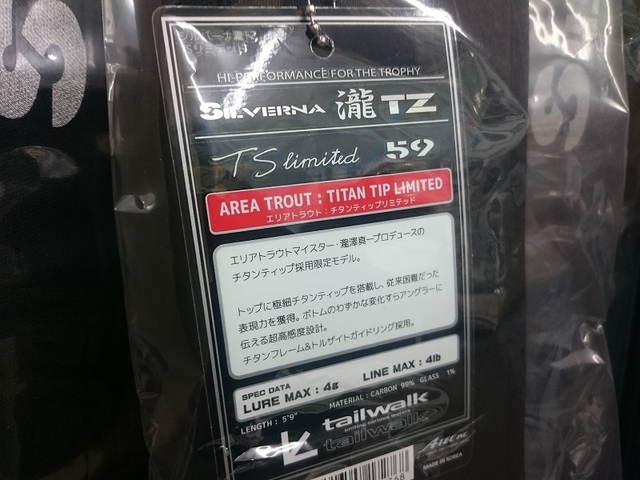 HI-PERFORMANCE FOR THE TROPHY
SILVERNA 瀧 TZ
TS limited 59
AREA TROUT : TITAN TIP LIMITED
エリアトラウト：チタンティップリミテッド
エリアトラウトマイスター・瀧澤真一プロデュースの
チタンティップ採用限定モデル。
トップに極細チタンティップを搭載し、従来困難だった
表現力を獲得。ボトムのわずかな変化すらアングラーに
伝える超高感度設計。
チタンフレーム&トルザイトガイドリング採用。
SPEC DATA
LURE MAX : 4g LINE MAX : 4lb
LENGTH : 5'9" MATERIAL : CARBON 99% GLASS 1%
tailwalk
tailwalk
MADE IN KOREA